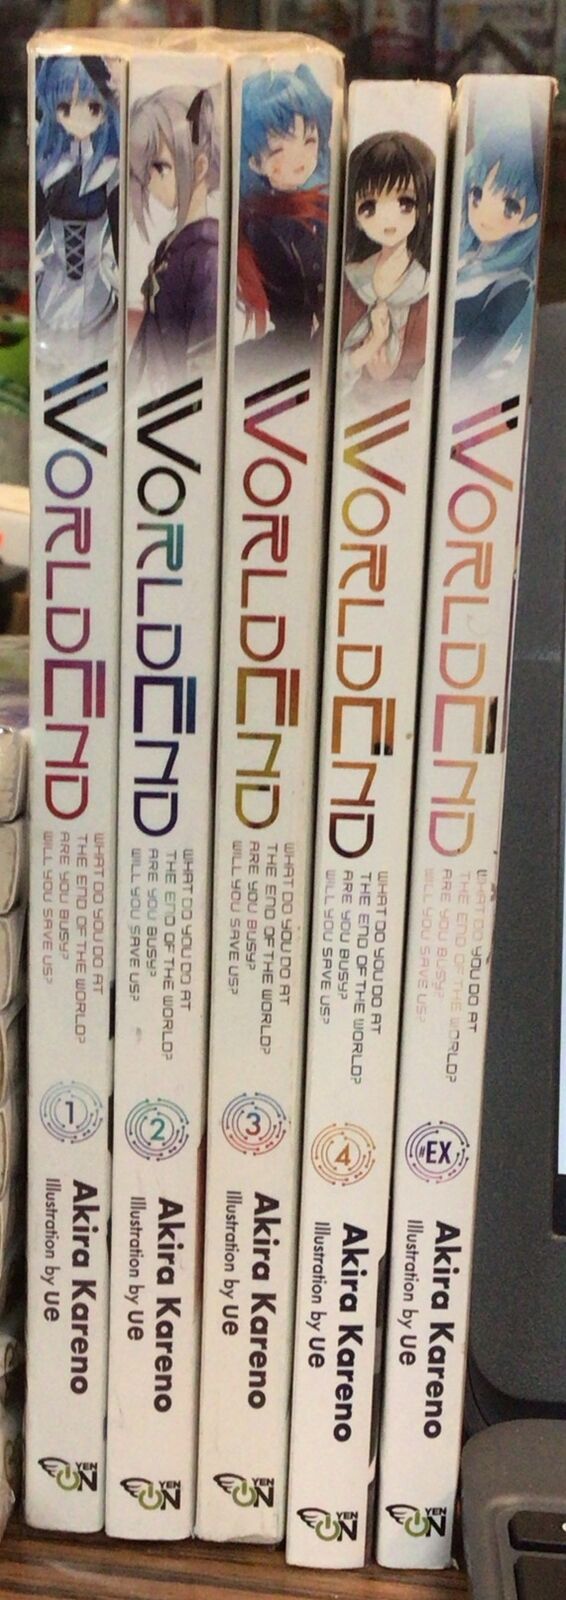 WORLDEND
WHAT DO YOU DO AT
THE END OF THE WORLD?
ARE YOU BUSY?
WILL YOU SAVE US?
1
Akira Kareno
Illustration by ue
YEN
ON
WORLDEND
WHAT DO YOU DO AT
THE END OF THE WORLD?
ARE YOU BUSY?
WILL YOU SAVE US?
2
Akira Kareno
Illustration by ue
YEN
ON
WORLDEND
WHAT DO YOU DO AT
THE END OF THE WORLD?
ARE YOU BUSY?
WILL YOU SAVE US?
3
Akira Kareno
Illustration by ue
YEN
ON
WORLDEND
WHAT DO YOU DO AT
THE END OF THE WORLD?
ARE YOU BUSY?
WILL YOU SAVE US?
4
Akira Kareno
Illustration by ue
YEN
ON
WORLDEND
WHAT DO YOU DO AT
THE END OF THE WORLD?
ARE YOU BUSY?
WILL YOU SAVE US?
#EX
Akira Kareno
Illustration by ue
YEN
ON